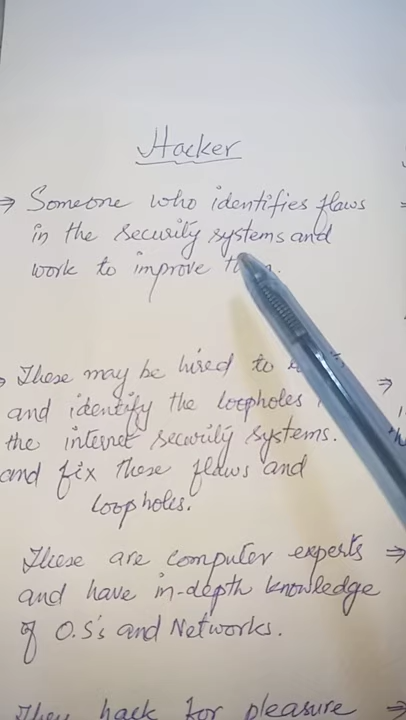 Hacker
⇒ Someone who identifies flaws
in the security systems and
work to improve
These may be hired to
and identify the loopholes
the internet security systems.
and fix these flaws and
loopholes.
These are computer experts
and have in-depth knowledge
of O.S's and Networks.
They hack for pleasure